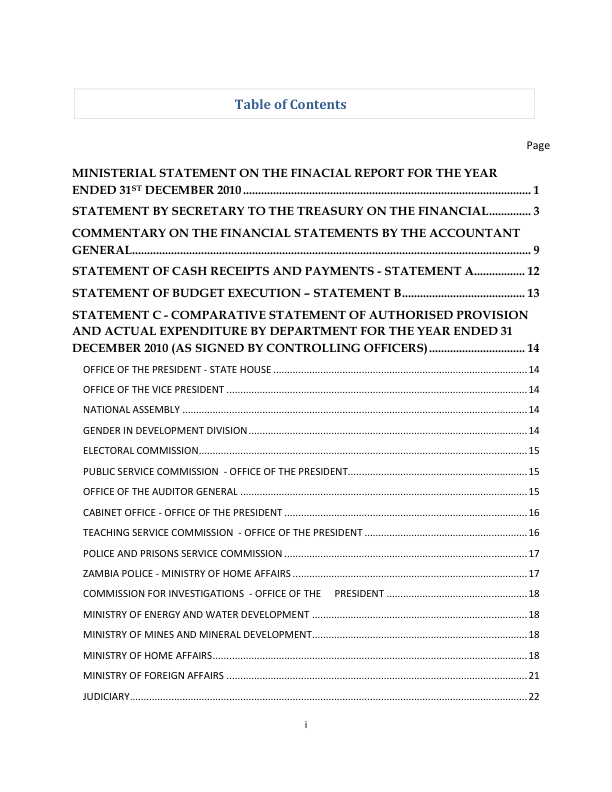 Table of Contents
Page
MINISTERIAL STATEMENT ON THE FINACIAL REPORT FOR THE YEAR
ENDED 31ST DECEMBER 2010 ........................................................................................ 1
STATEMENT BY SECRETARY TO THE TREASURY ON THE FINANCIAL............. 3
COMMENTARY ON THE FINANCIAL STATEMENTS BY THE ACCOUNTANT
GENERAL........................................................................................................................ 9
STATEMENT OF CASH RECEIPTS AND PAYMENTS - STATEMENT A................ 12
STATEMENT OF BUDGET EXECUTION – STATEMENT B...................................... 13
STATEMENT C - COMPARATIVE STATEMENT OF AUTHORISED PROVISION
AND ACTUAL EXPENDITURE BY DEPARTMENT FOR THE YEAR ENDED 31
DECEMBER 2010 (AS SIGNED BY CONTROLLING OFFICERS) ............................. 14
OFFICE OF THE PRESIDENT - STATE HOUSE ........................................................................ 14
OFFICE OF THE VICE PRESIDENT ........................................................................................ 14
NATIONAL ASSEMBLY ........................................................................................................ 14
GENDER IN DEVELOPMENT DIVISION ................................................................................ 14
ELECTORAL COMMISSION.................................................................................................. 15
PUBLIC SERVICE COMMISSION - OFFICE OF THE PRESIDENT................................................ 15
OFFICE OF THE AUDITOR GENERAL .................................................................................... 15
CABINET OFFICE - OFFICE OF THE PRESIDENT .................................................................... 16
TEACHING SERVICE COMMISSION - OFFICE OF THE PRESIDENT ........................................... 16
POLICE AND PRISONS SERVICE COMMISSION .................................................................... 17
ZAMBIA POLICE - MINISTRY OF HOME AFFAIRS .................................................................. 17
COMMISSION FOR INVESTIGATIONS - OFFICE OF THE PRESIDENT ....................................... 18
MINISTRY OF ENERGY AND WATER DEVELOPMENT ............................................................ 18
MINISTRY OF MINES AND MINERAL DEVELOPMENT............................................................ 18
MINISTRY OF HOME AFFAIRS.............................................................................................. 18
MINISTRY OF FOREIGN AFFAIRS ........................................................................................ 21
JUDICIARY........................................................................................................................ 22
i